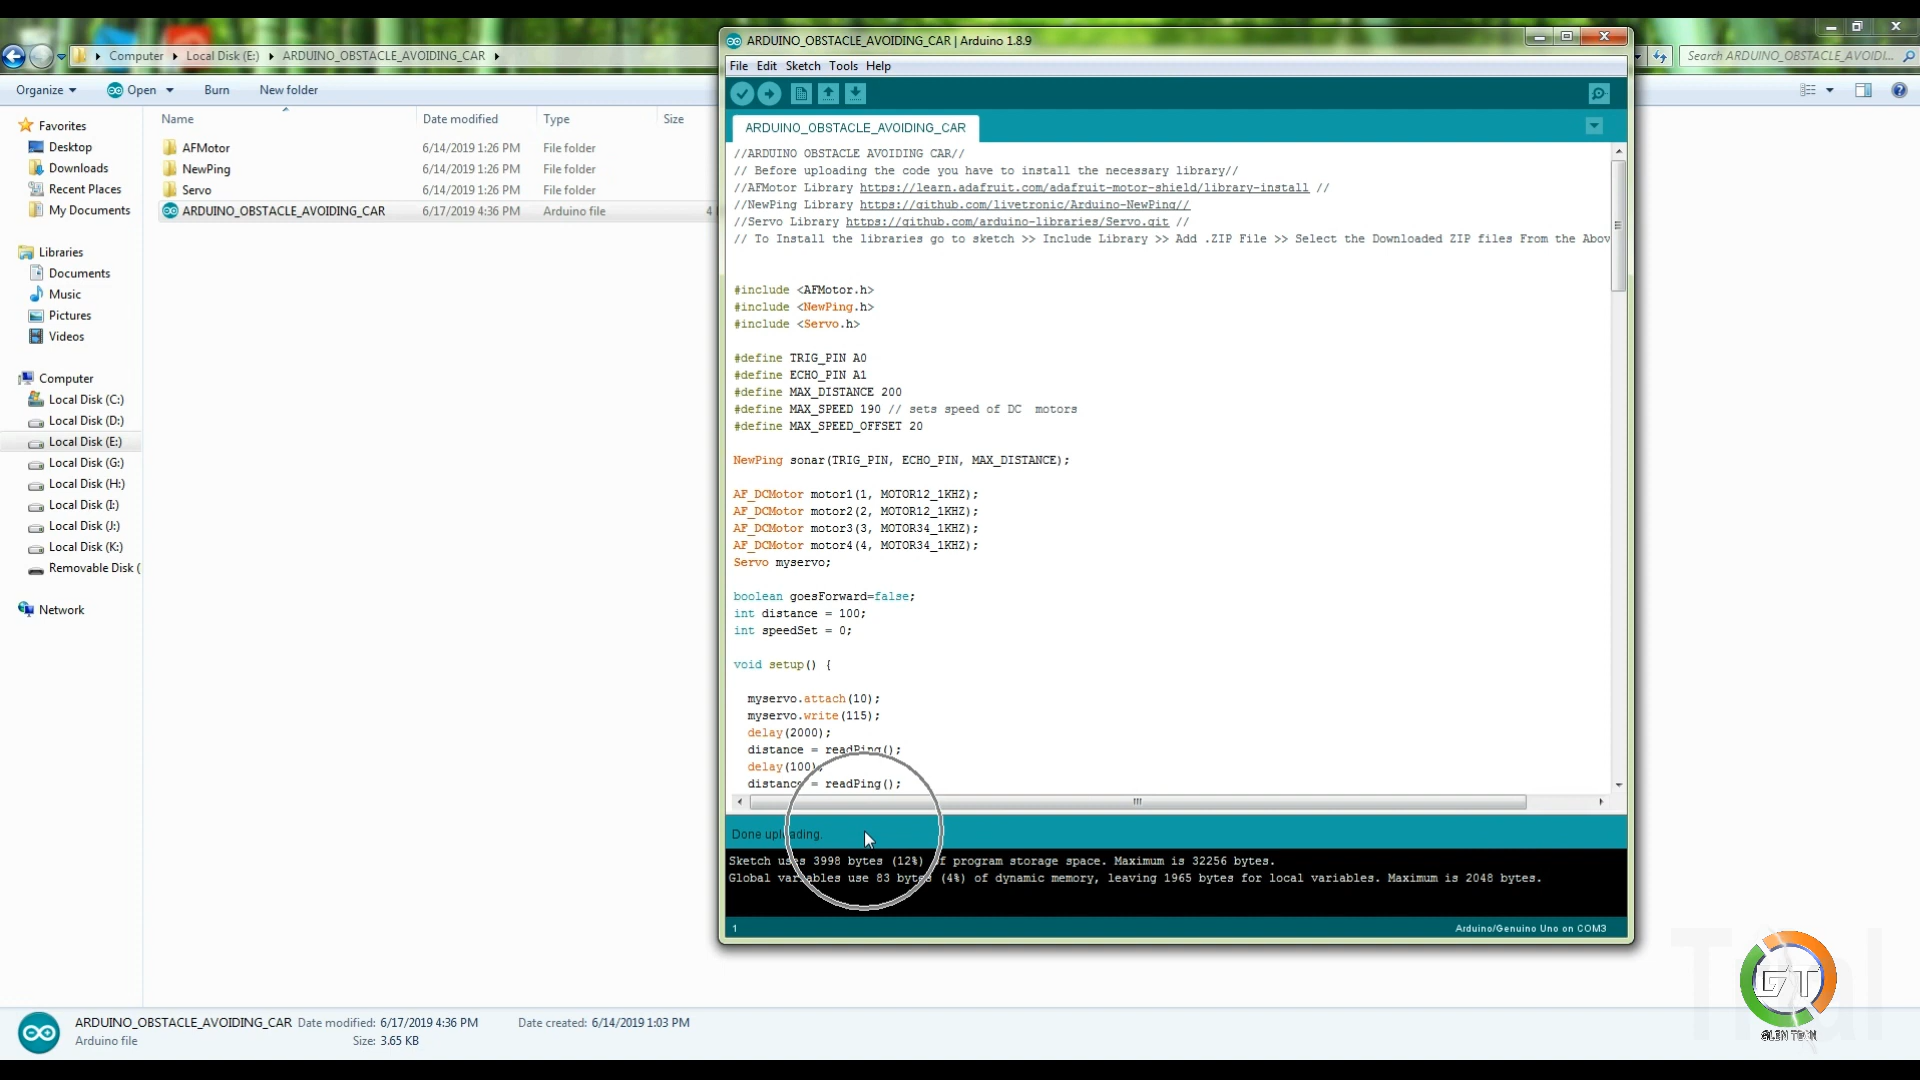 Computer
Local Disk (E:)
ARDUINO_OBSTACLE_AVOIDING_CAR
Search ARDUINO_OBSTACLE_AVOIDI...
Organize
Open
Burn
New folder
Name
Date modified
Type
Size
Favorites
Desktop
Downloads
Recent Places
My Documents
Libraries
Documents
Music
Pictures
Videos
Computer
Local Disk (C:)
Local Disk (D:)
Local Disk (E:)
Local Disk (G:)
Local Disk (H:)
Local Disk (I:)
Local Disk (J:)
Local Disk (K:)
Removable Disk (
Network
AFMotor 6/14/2019 1:26 PM File folder
NewPing 6/14/2019 1:26 PM File folder
Servo 6/14/2019 1:26 PM File folder
ARDUINO_OBSTACLE_AVOIDING_CAR 6/17/2019 4:36 PM Arduino file 4
ARDUINO_OBSTACLE_AVOIDING_CAR | Arduino 1.8.9
File Edit Sketch Tools Help
ARDUINO_OBSTACLE_AVOIDING_CAR
//ARDUINO OBSTACLE AVOIDING CAR//
// Before uploading the code you have to install the necessary library//
//AFMotor Library https://learn.adafruit.com/adafruit-motor-shield/library-install //
//NewPing Library https://github.com/livetronic/Arduino-NewPing//
//Servo Library https://github.com/arduino-libraries/Servo.git //
// To Install the libraries go to sketch >> Include Library >> Add .ZIP File >> Select the Downloaded ZIP files From the Abov
#include <AFMotor.h>
#include <NewPing.h>
#include <Servo.h>
#define TRIG_PIN A0
#define ECHO_PIN A1
#define MAX_DISTANCE 200
#define MAX_SPEED 190 // sets speed of DC  motors
#define MAX_SPEED_OFFSET 20
NewPing sonar(TRIG_PIN, ECHO_PIN, MAX_DISTANCE);
AF_DCMotor motor1(1, MOTOR12_1KHZ);
AF_DCMotor motor2(2, MOTOR12_1KHZ);
AF_DCMotor motor3(3, MOTOR34_1KHZ);
AF_DCMotor motor4(4, MOTOR34_1KHZ);
Servo myservo;
boolean goesForward=false;
int distance = 100;
int speedSet = 0;
void setup() {
myservo.attach(10);
myservo.write(115);
delay(2000);
distance = readPing();
delay(100);
distance = readPing();
Done uploading.
Sketch uses 3998 bytes (12%) of program storage space. Maximum is 32256 bytes.
Global variables use 83 bytes (4%) of dynamic memory, leaving 1965 bytes for local variables. Maximum is 2048 bytes.
1
Arduino/Genuino Uno on COM3
ARDUINO_OBSTACLE_AVOIDING_CAR Date modified: 6/17/2019 4:36 PM Date created: 6/14/2019 1:03 PM
Arduino file Size: 3.65 KB
GT
GLEN TECH